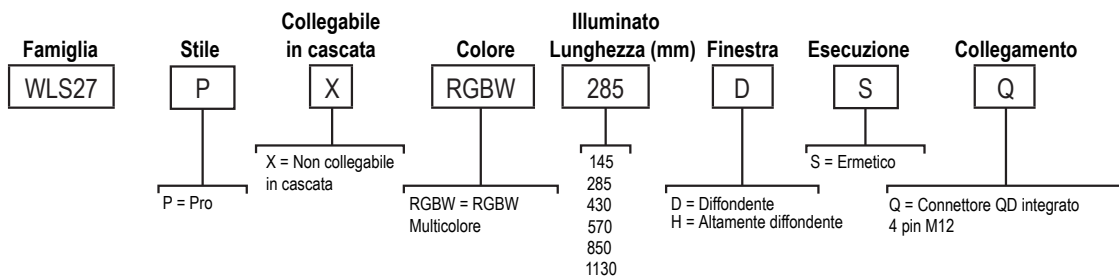 Famiglia
Stile
Collegabile
in cascata
Colore
Illuminato
Lunghezza (mm)
Finestra
Esecuzione
Collegamento
WLS27
P
X
RGBW
285
D
S
Q
P = Pro
X = Non collegabile
in cascata
RGBW = RGBW
Multicolore
145
285
430
570
850
1130
D = Diffondente
H = Altamente diffondente
S = Ermetico
Q = Connettore QD integrato
4 pin M12